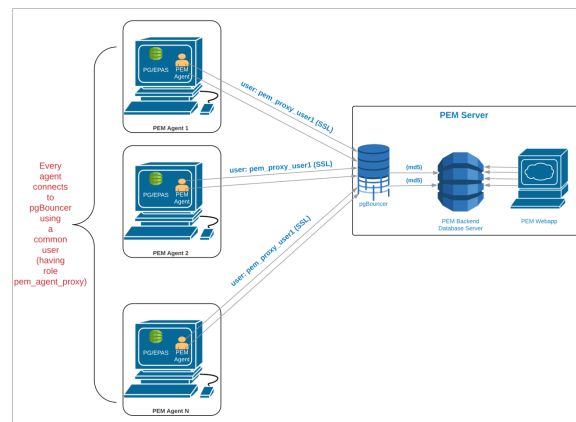 PG/EPAS
PEM
Agent
PEM Agent 1
user: pem_proxy_user1 (SSL)
PEM Server
Every
agent
connects
to
pgBouncer
using
a
common
user
(having
role
pem_agent_proxy)
PG/EPAS
PEM
Agent
PEM Agent 2
user: pem_proxy_user1 (SSL)
(md5)
(md5)
pgBouncer
PEM Backend
Database Server
PEM Webapp
user: pem_proxy_user1 (SSL)
PG/EPAS
PEM
Agent
PEM Agent N